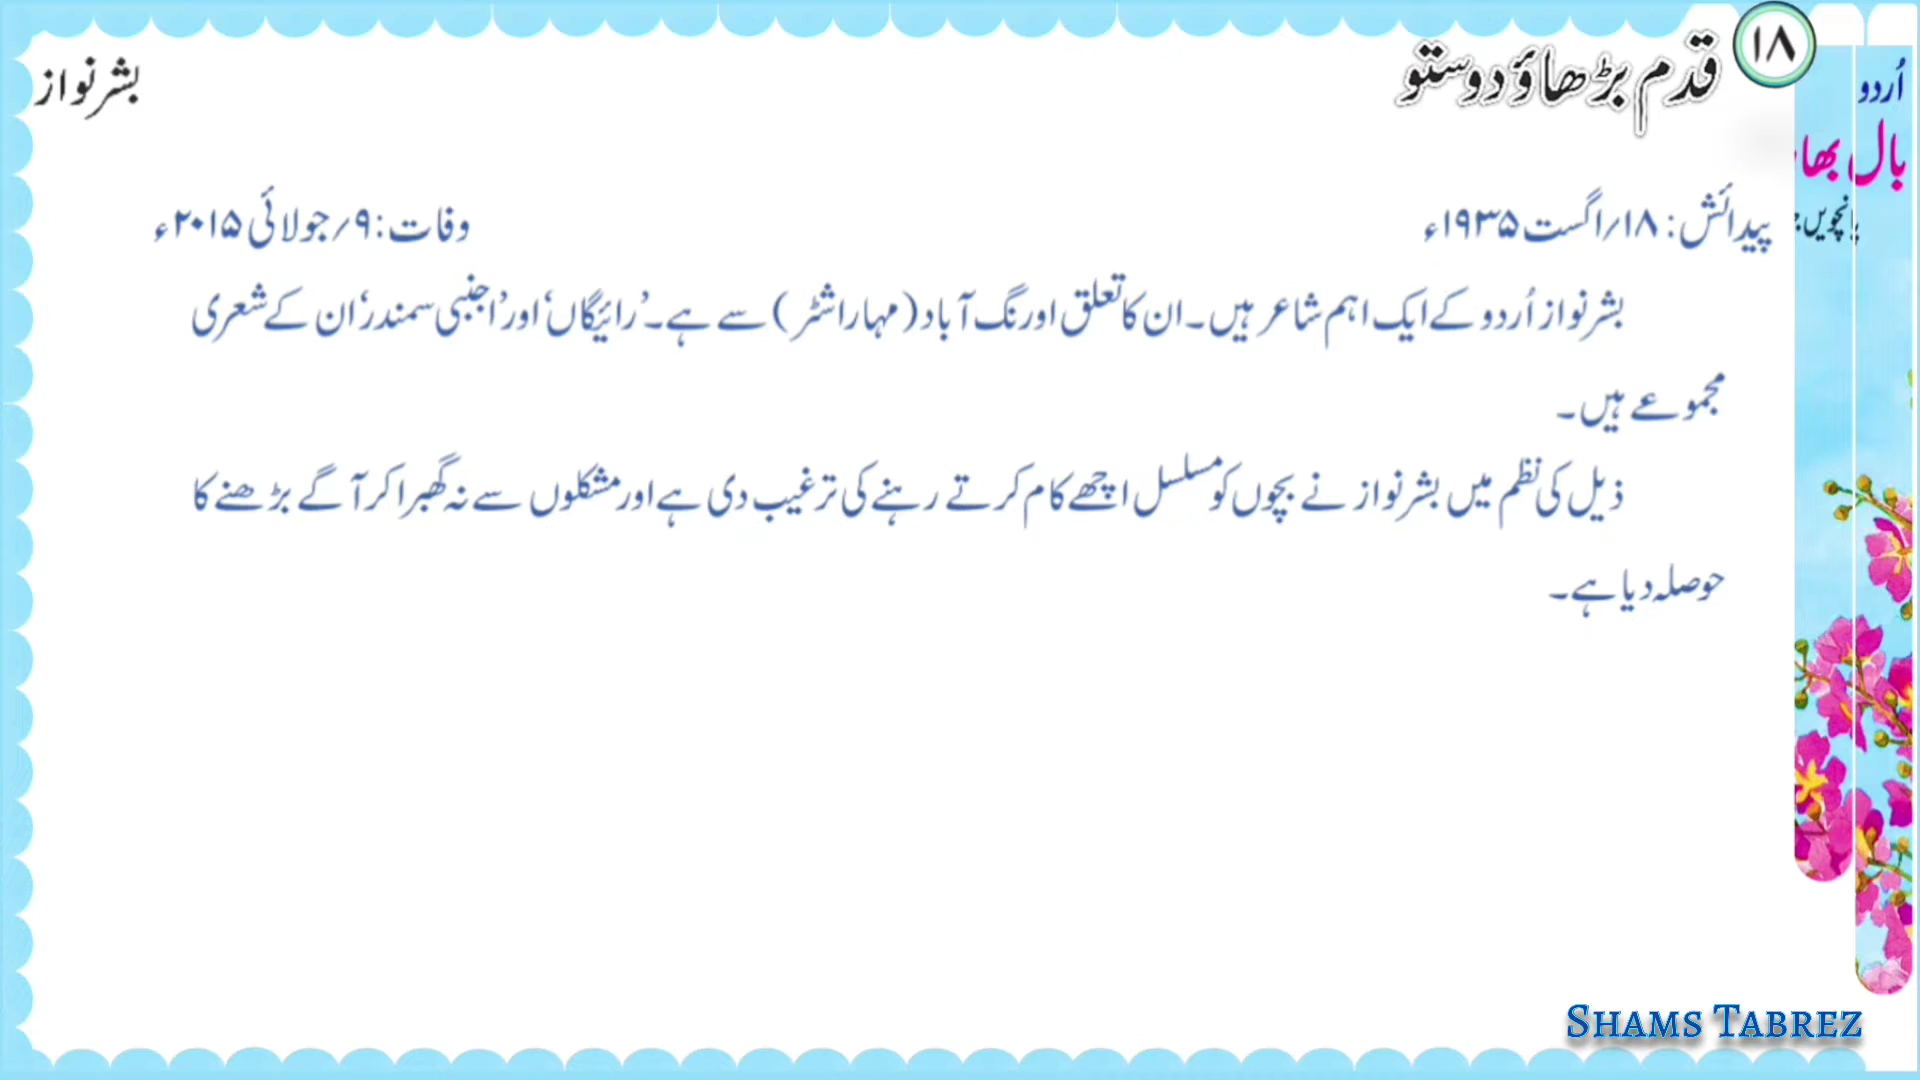 ۱۸
قدم بڑھاؤ دوستو
بشر نواز
پیدائش: ۱۸؍اگست ۱۹۳۵ء
وفات: ۹؍جولائی ۲۰۱۵ء
بشر نواز اُردو کے ایک اہم شاعر ہیں۔ ان کا تعلق اورنگ آباد (مہاراشٹر) سے ہے۔ ’رائیگاں‘ اور ’اجنبی سمندر‘ ان کے شعری
مجموعے ہیں۔
ذیل کی نظم میں بشر نواز نے بچوں کو مسلسل اچھے کام کرتے رہنے کی ترغیب دی ہے اور مشکلوں سے نہ گھبرا کر آگے بڑھنے کا
حوصلہ دیا ہے۔
اُردو
بال بھا
پانچویں ج
SHAMS TABREZ